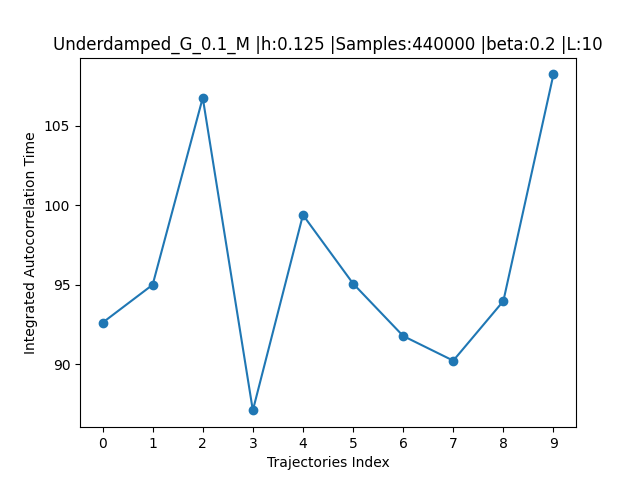 Underdamped_G_0.1_M |h:0.125 |Samples:440000 |beta:0.2 |L:10
105
100
95
90
Integrated Autocorrelation Time
0 1 2 3 4 5 6 7 8 9
Trajectories Index